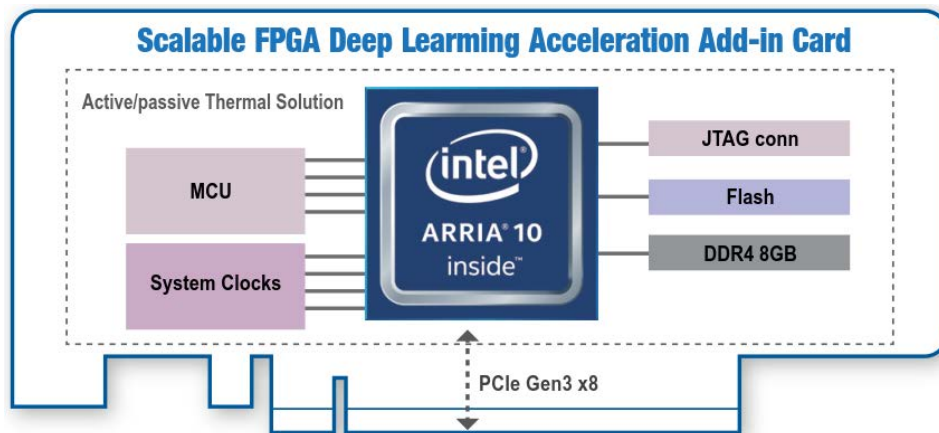 Scalable FPGA Deep Learming Acceleration Add-in Card
Active/passive Thermal Solution
MCU
System Clocks
intel®
ARRIA® 10
inside™
JTAG conn
Flash
DDR4 8GB
PCIe Gen3 x8